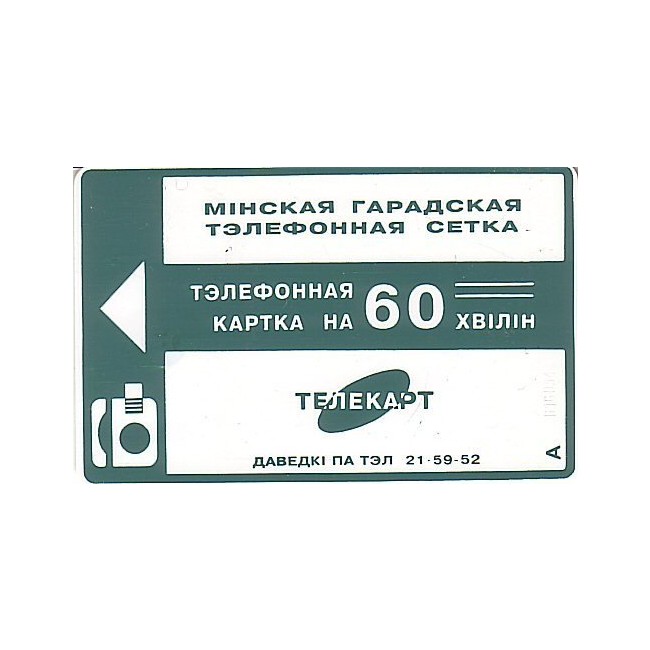 МІНСКАЯ ГАРАДСКАЯ
ТЭЛЕФОННАЯ СЕТКА
ТЭЛЕФОННАЯ
КАРТКА НА 60 ХВІЛІН
ТЕЛЕКАРТ
ДАВЕДКІ ПА ТЭЛ 21-59-52
A